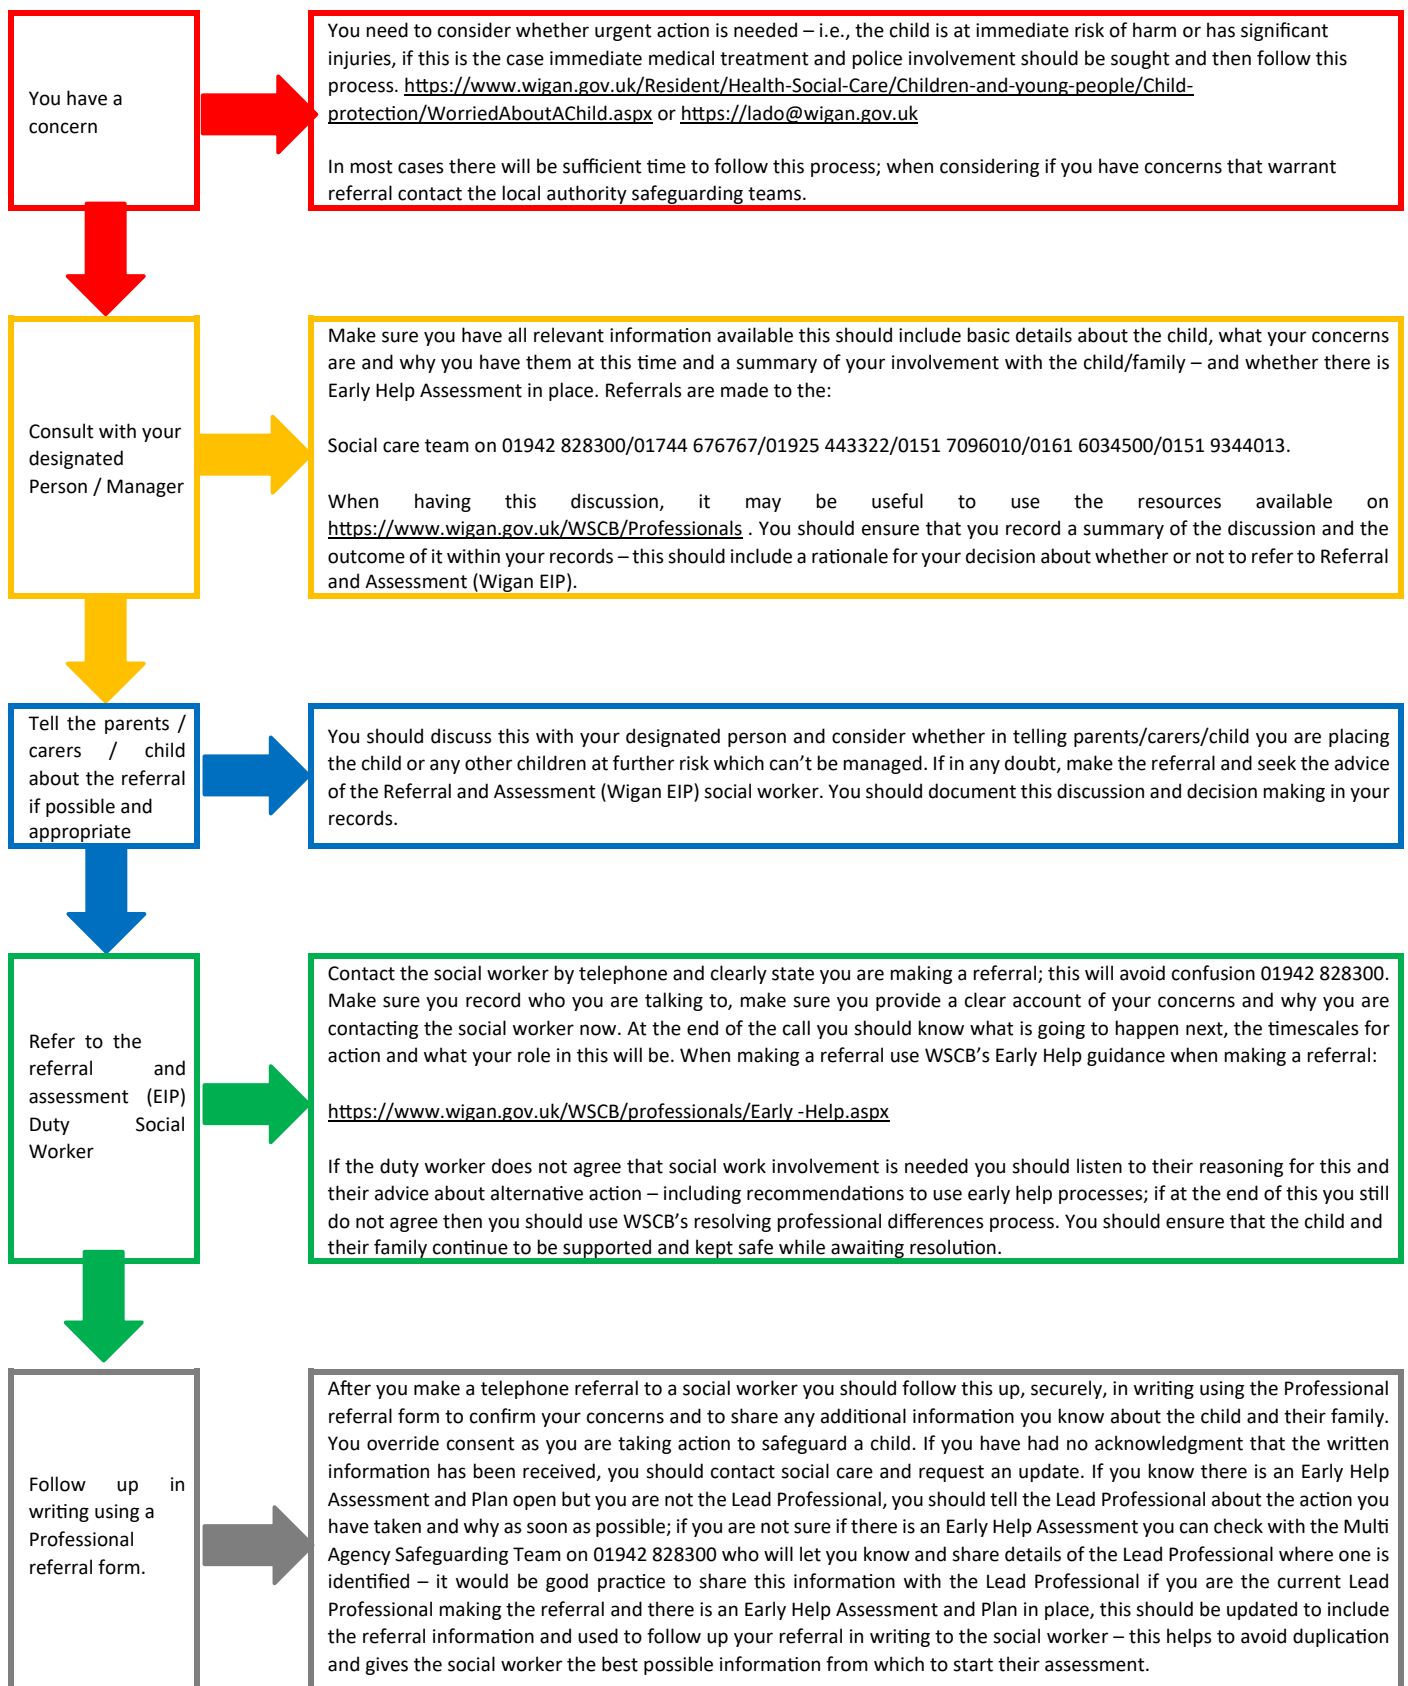 You have a
concern
You need to consider whether urgent action is needed – i.e., the child is at immediate risk of harm or has significant
injuries, if this is the case immediate medical treatment and police involvement should be sought and then follow this
process. https://www.wigan.gov.uk/Resident/Health-Social-Care/Children-and-young-people/Child-
protection/WorriedAboutAChild.aspx or https://lado@wigan.gov.uk
In most cases there will be sufficient time to follow this process; when considering if you have concerns that warrant
referral contact the local authority safeguarding teams.
Consult with your
designated
Person / Manager
Make sure you have all relevant information available this should include basic details about the child, what your concerns
are and why you have them at this time and a summary of your involvement with the child/family – and whether there is
Early Help Assessment in place. Referrals are made to the:
Social care team on 01942 828300/01744 676767/01925 443322/0151 7096010/0161 6034500/0151 9344013.
When having this discussion, it may be useful to use the resources available on
https://www.wigan.gov.uk/WSCB/Professionals . You should ensure that you record a summary of the discussion and the
outcome of it within your records – this should include a rationale for your decision about whether or not to refer to Referral
and Assessment (Wigan EIP).
Tell the parents /
carers / child
about the referral
if possible and
appropriate
You should discuss this with your designated person and consider whether in telling parents/carers/child you are placing
the child or any other children at further risk which can’t be managed. If in any doubt, make the referral and seek the advice
of the Referral and Assessment (Wigan EIP) social worker. You should document this discussion and decision making in your
records.
Refer to the
referral and
assessment (EIP)
Duty Social
Worker
Contact the social worker by telephone and clearly state you are making a referral; this will avoid confusion 01942 828300.
Make sure you record who you are talking to, make sure you provide a clear account of your concerns and why you are
contacting the social worker now. At the end of the call you should know what is going to happen next, the timescales for
action and what your role in this will be. When making a referral use WSCB’s Early Help guidance when making a referral:
https://www.wigan.gov.uk/WSCB/professionals/Early -Help.aspx
If the duty worker does not agree that social work involvement is needed you should listen to their reasoning for this and
their advice about alternative action – including recommendations to use early help processes; if at the end of this you still
do not agree then you should use WSCB’s resolving professional differences process. You should ensure that the child and
their family continue to be supported and kept safe while awaiting resolution.
Follow up in
writing using a
Professional
referral form.
After you make a telephone referral to a social worker you should follow this up, securely, in writing using the Professional
referral form to confirm your concerns and to share any additional information you know about the child and their family.
You override consent as you are taking action to safeguard a child. If you have had no acknowledgment that the written
information has been received, you should contact social care and request an update. If you know there is an Early Help
Assessment and Plan open but you are not the Lead Professional, you should tell the Lead Professional about the action you
have taken and why as soon as possible; if you are not sure if there is an Early Help Assessment you can check with the Multi
Agency Safeguarding Team on 01942 828300 who will let you know and share details of the Lead Professional where one is
identified – it would be good practice to share this information with the Lead Professional if you are the current Lead
Professional making the referral and there is an Early Help Assessment and Plan in place, this should be updated to include
the referral information and used to follow up your referral in writing to the social worker – this helps to avoid duplication
and gives the social worker the best possible information from which to start their assessment.